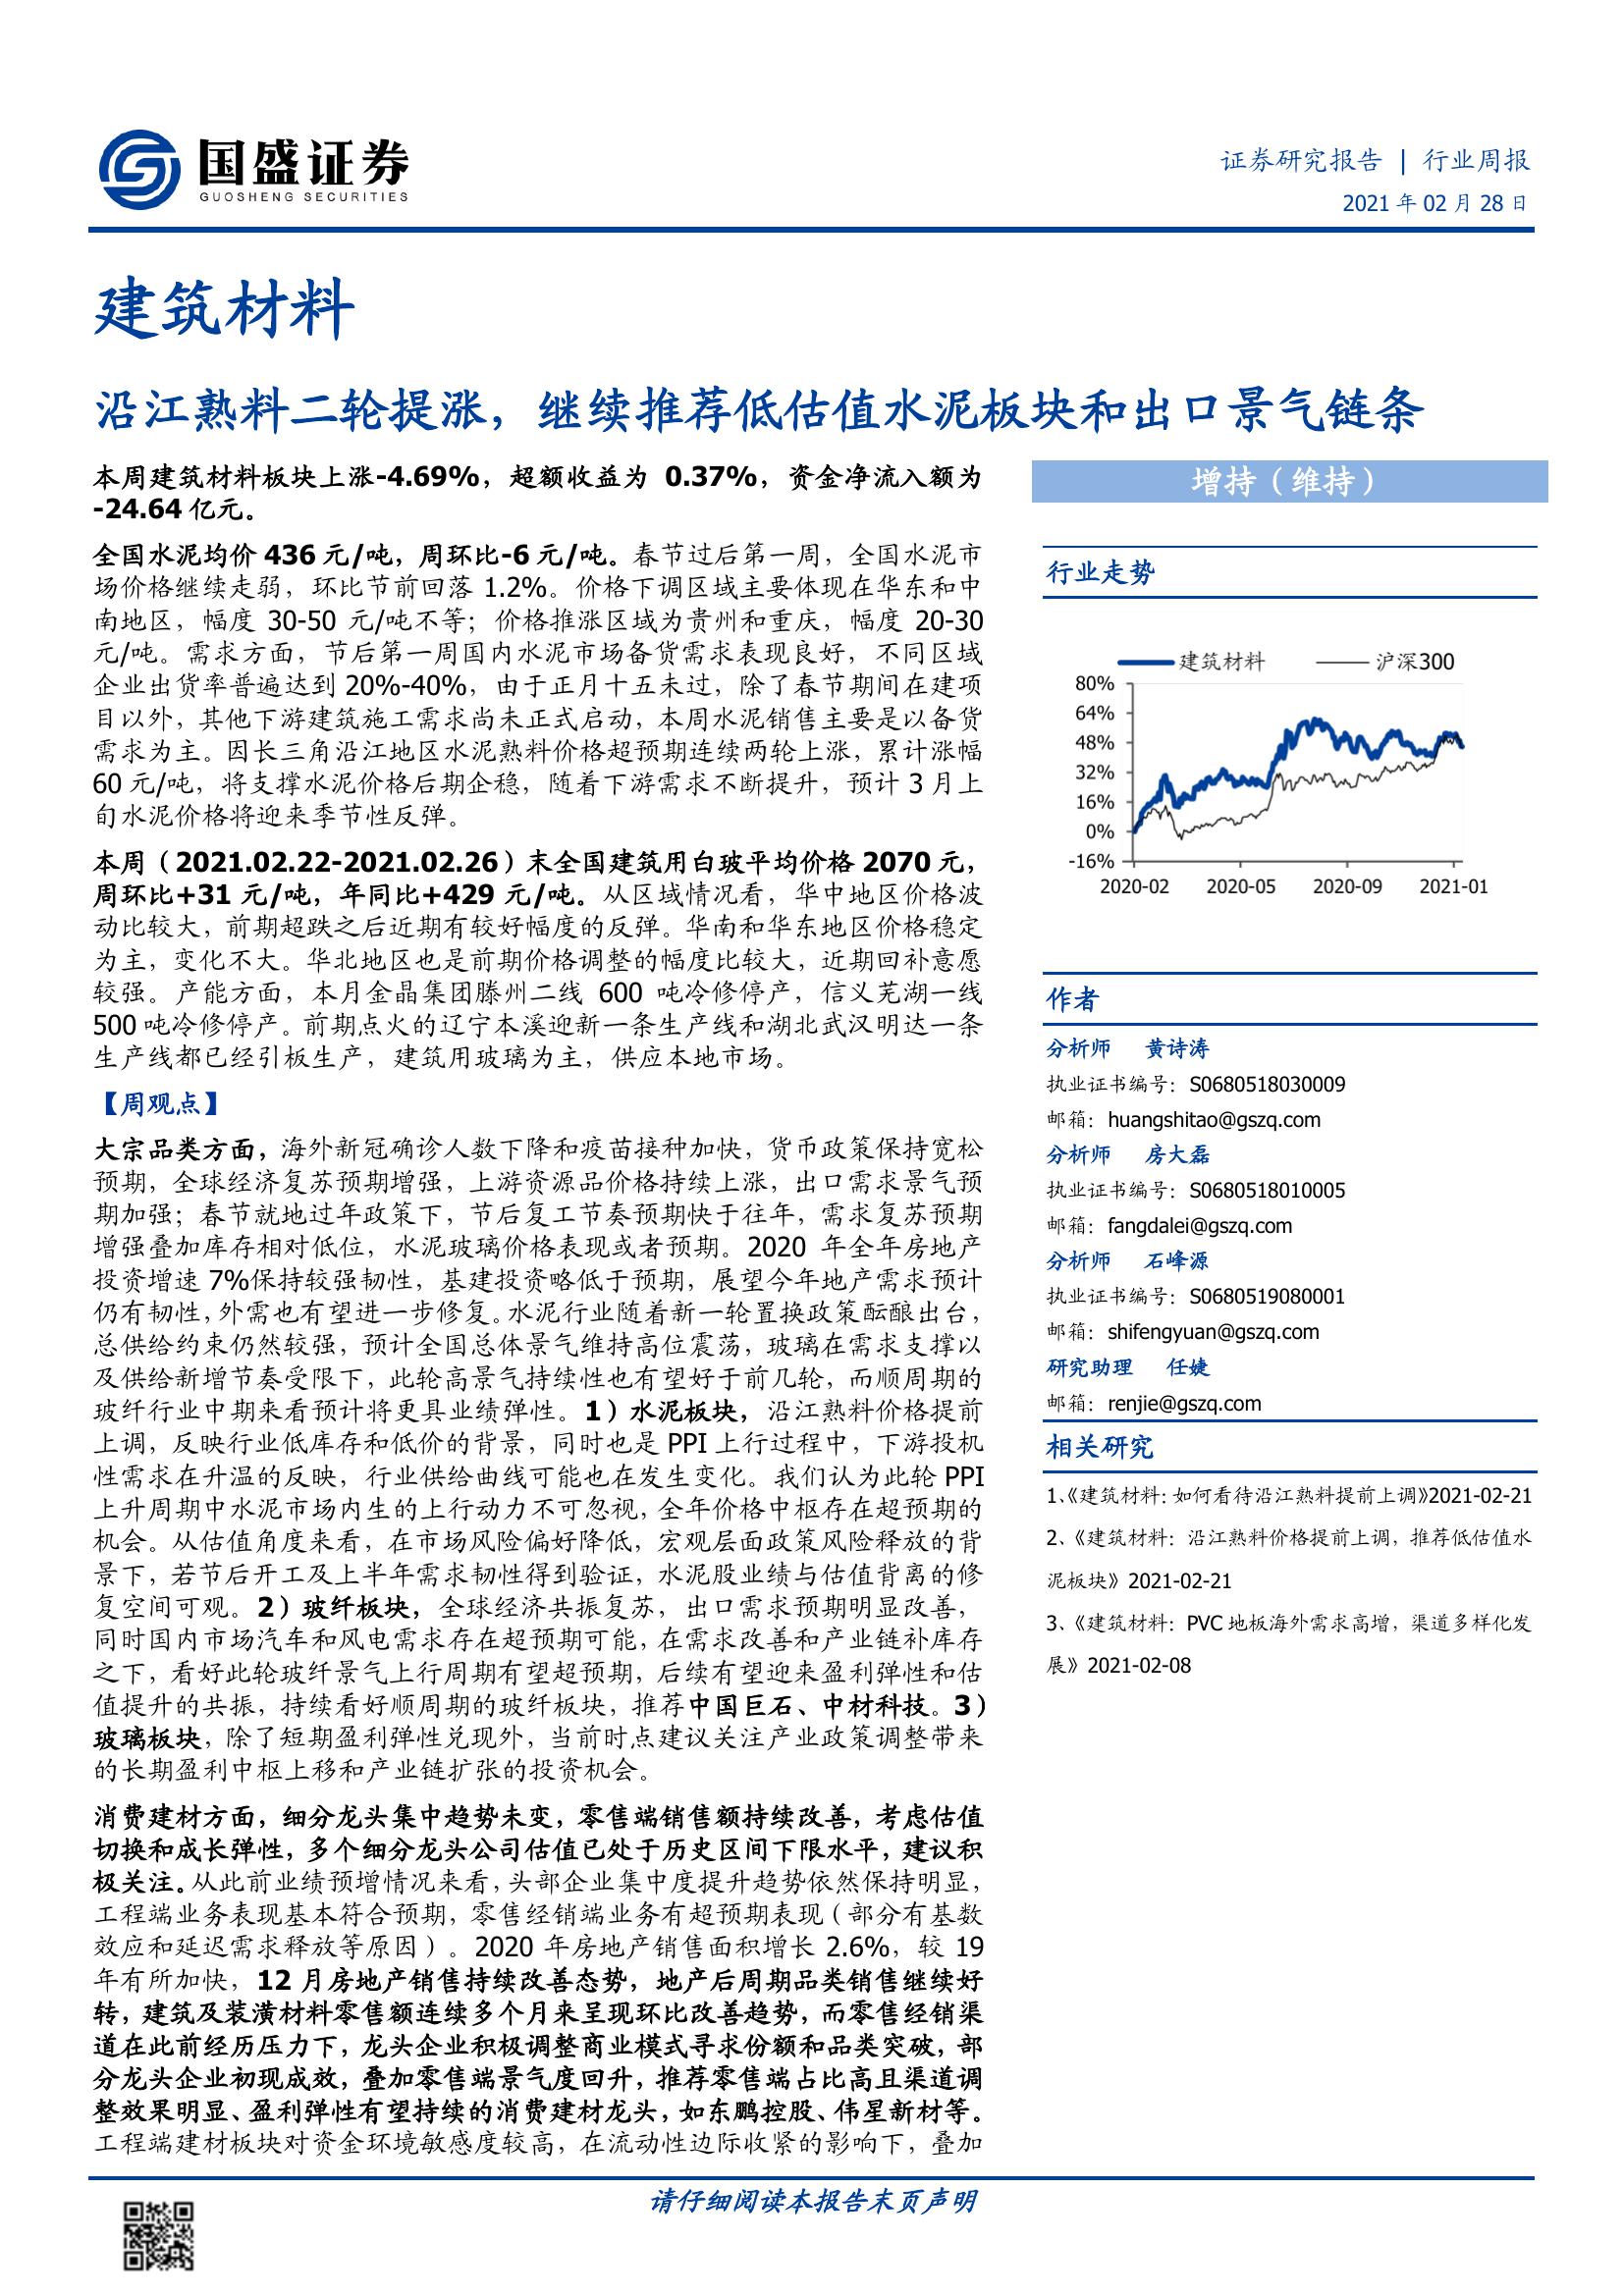 国盛证券
GUOSHENG SECURITIES
证券研究报告 | 行业周报
2021 年 02 月 28 日
建筑材料
沿江熟料二轮提涨，继续推荐低估值水泥板块和出口景气链条
本周建筑材料板块上涨-4.69%，超额收益为 0.37%，资金净流入额为
-24.64 亿元。
全国水泥均价 436 元/吨，周环比-6 元/吨。春节过后第一周，全国水泥市
场价格继续走弱，环比节前回落 1.2%。价格下调区域主要体现在华东和中
南地区，幅度 30-50 元/吨不等；价格推涨区域为贵州和重庆，幅度 20-30
元/吨。需求方面，节后第一周国内水泥市场备货需求表现良好，不同区域
企业出货率普遍达到 20%-40%，由于正月十五未过，除了春节期间在建项
目以外，其他下游建筑施工需求尚未正式启动，本周水泥销售主要是以备货
需求为主。因长三角沿江地区水泥熟料价格超预期连续两轮上涨，累计涨幅
60 元/吨，将支撑水泥价格后期企稳，随着下游需求不断提升，预计 3 月上
旬水泥价格将迎来季节性反弹。
本周（2021.02.22-2021.02.26）末全国建筑用白玻平均价格 2070 元，
周环比+31 元/吨，年同比+429 元/吨。从区域情况看，华中地区价格波
动比较大，前期超跌之后近期有较好幅度的反弹。华南和华东地区价格稳定
为主，变化不大。华北地区也是前期价格调整的幅度比较大，近期回补意愿
较强。产能方面，本月金晶集团滕州二线 600 吨冷修停产，信义芜湖一线
500 吨冷修停产。前期点火的辽宁本溪迎新一条生产线和湖北武汉明达一条
生产线都已经引板生产，建筑用玻璃为主，供应本地市场。
【周观点】
大宗品类方面，海外新冠确诊人数下降和疫苗接种加快，货币政策保持宽松
预期，全球经济复苏预期增强，上游资源品价格持续上涨，出口需求景气预
期加强；春节就地过年政策下，节后复工节奏预期快于往年，需求复苏预期
增强叠加库存相对低位，水泥玻璃价格表现或者预期。2020 年全年房地产
投资增速 7%保持较强韧性，基建投资略低于预期，展望今年地产需求预计
仍有韧性，外需也有望进一步修复。水泥行业随着新一轮置换政策酝酿出台，
总供给约束仍然较强，预计全国总体景气维持高位震荡，玻璃在需求支撑以
及供给新增节奏受限下，此轮高景气持续性也有望好于前几轮，而顺周期的
玻纤行业中期来看预计将更具业绩弹性。1）水泥板块，沿江熟料价格提前
上调，反映行业低库存和低价的背景，同时也是 PPI 上行过程中，下游投机
性需求在升温的反映，行业供给曲线可能也在发生变化。我们认为此轮 PPI
上升周期中水泥市场内生的上行动力不可忽视，全年价格中枢存在超预期的
机会。从估值角度来看，在市场风险偏好降低，宏观层面政策风险释放的背
景下，若节后开工及上半年需求韧性得到验证，水泥股业绩与估值背离的修
复空间可观。2）玻纤板块，全球经济共振复苏，出口需求预期明显改善，
同时国内市场汽车和风电需求存在超预期可能，在需求改善和产业链补库存
之下，看好此轮玻纤景气上行周期有望超预期，后续有望迎来盈利弹性和估
值提升的共振，持续看好顺周期的玻纤板块，推荐中国巨石、中材科技。3）
玻璃板块，除了短期盈利弹性兑现外，当前时点建议关注产业政策调整带来
的长期盈利中枢上移和产业链扩张的投资机会。
消费建材方面，细分龙头集中趋势未变，零售端销售额持续改善，考虑估值
切换和成长弹性，多个细分龙头公司估值已处于历史区间下限水平，建议积
极关注。从此前业绩预增情况来看，头部企业集中度提升趋势依然保持明显，
工程端业务表现基本符合预期，零售经销端业务有超预期表现（部分有基数
效应和延迟需求释放等原因）。2020 年房地产销售面积增长 2.6%，较 19
年有所加快，12 月房地产销售持续改善态势，地产后周期品类销售继续好
转，建筑及装潢材料零售额连续多个月来呈现环比改善趋势，而零售经销渠
道在此前经历压力下，龙头企业积极调整商业模式寻求份额和品类突破，部
分龙头企业初现成效，叠加零售端景气度回升，推荐零售端占比高且渠道调
整效果明显、盈利弹性有望持续的消费建材龙头，如东鹏控股、伟星新材等。
工程端建材板块对资金环境敏感度较高，在流动性边际收紧的影响下，叠加
增持（维持）
行业走势
建筑材料 沪深300
80%
64%
48%
32%
16%
0%
-16%
2020-02 2020-05 2020-09 2021-01
作者
分析师 黄诗涛
执业证书编号：S0680518030009
邮箱：huangshitao@gszq.com
分析师 房大磊
执业证书编号：S0680518010005
邮箱：fangdalei@gszq.com
分析师 石峰源
执业证书编号：S0680519080001
邮箱：shifengyuan@gszq.com
研究助理 任婕
邮箱：renjie@gszq.com
相关研究
1、《建筑材料：如何看待沿江熟料提前上调》2021-02-21
2、《建筑材料：沿江熟料价格提前上调，推荐低估值水
泥板块》2021-02-21
3、《建筑材料：PVC 地板海外需求高增，渠道多样化发
展》2021-02-08
请仔细阅读本报告末页声明